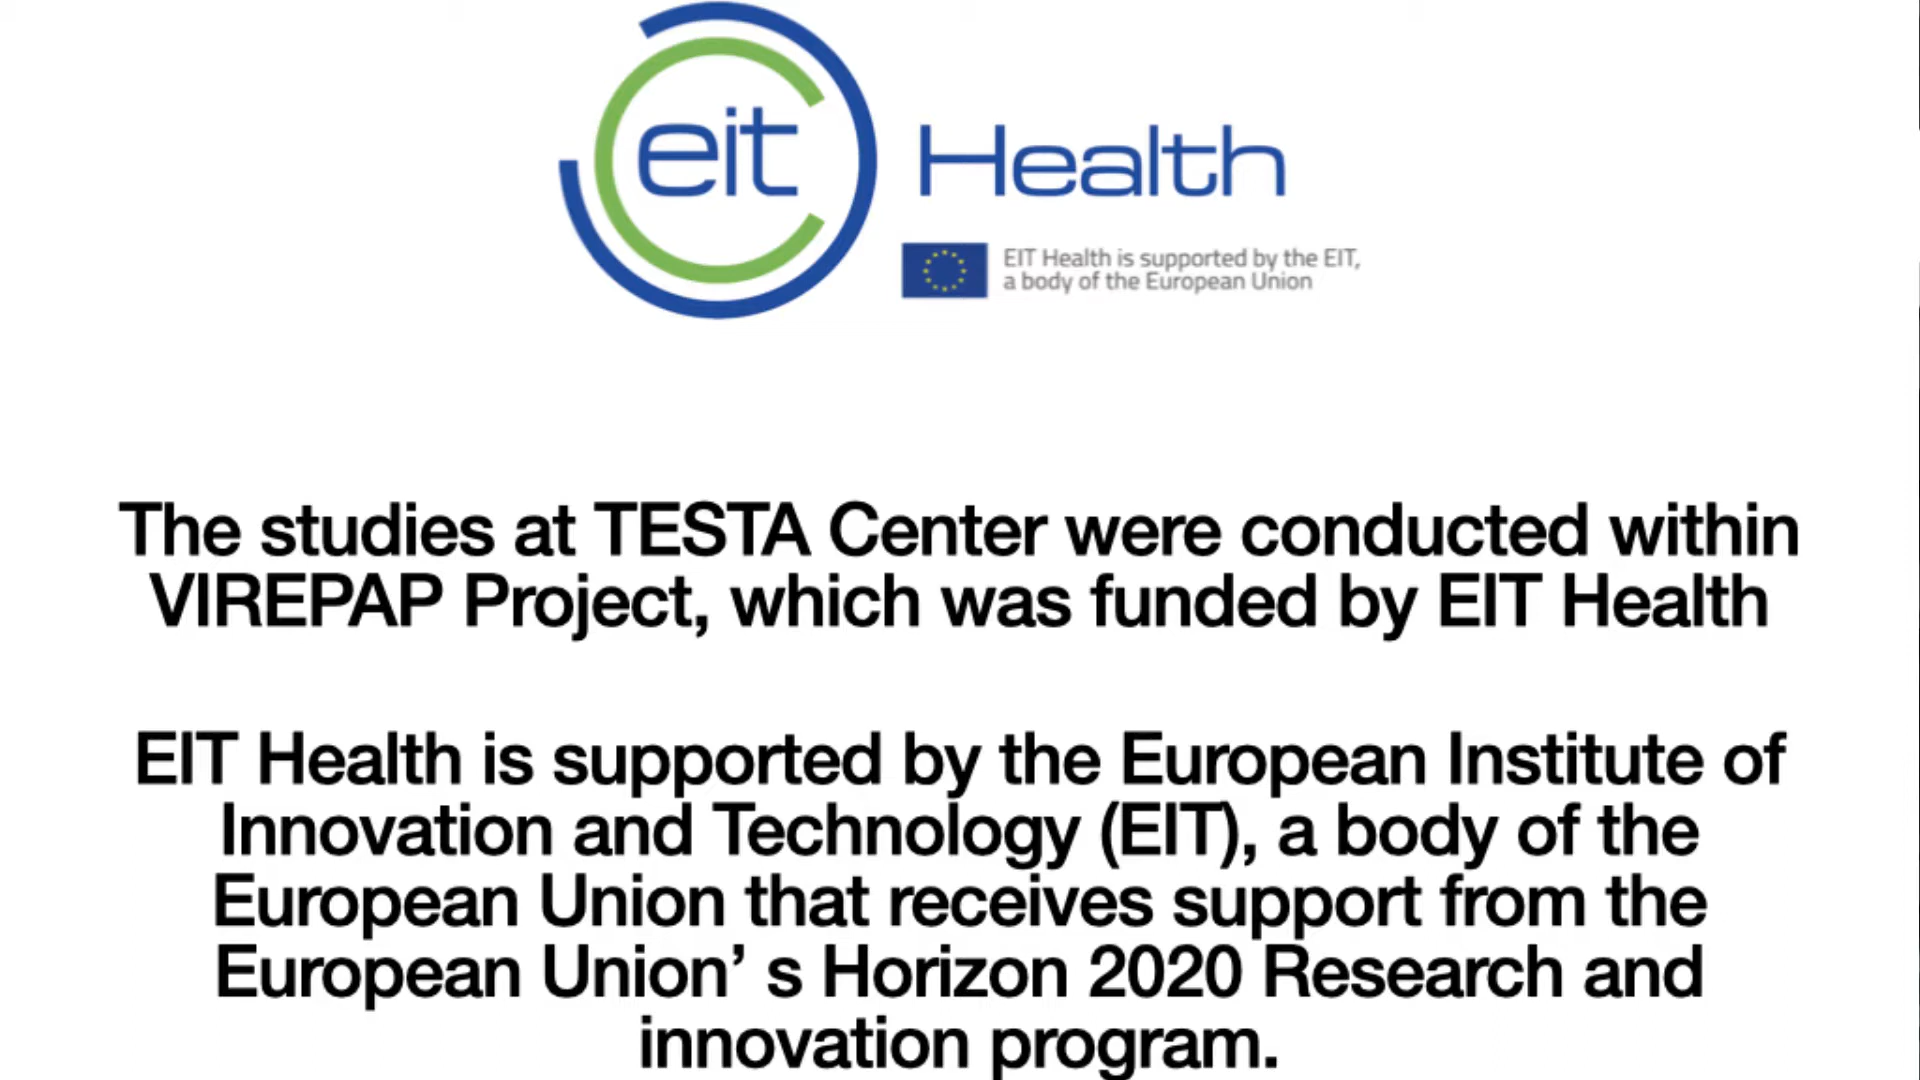 eit Health
EIT Health is supported by the EIT,
a body of the European Union
The studies at TESTA Center were conducted within
VIREPAP Project, which was funded by EIT Health
EIT Health is supported by the European Institute of
Innovation and Technology (EIT), a body of the
European Union that receives support from the
European Union’ s Horizon 2020 Research and
innovation program.